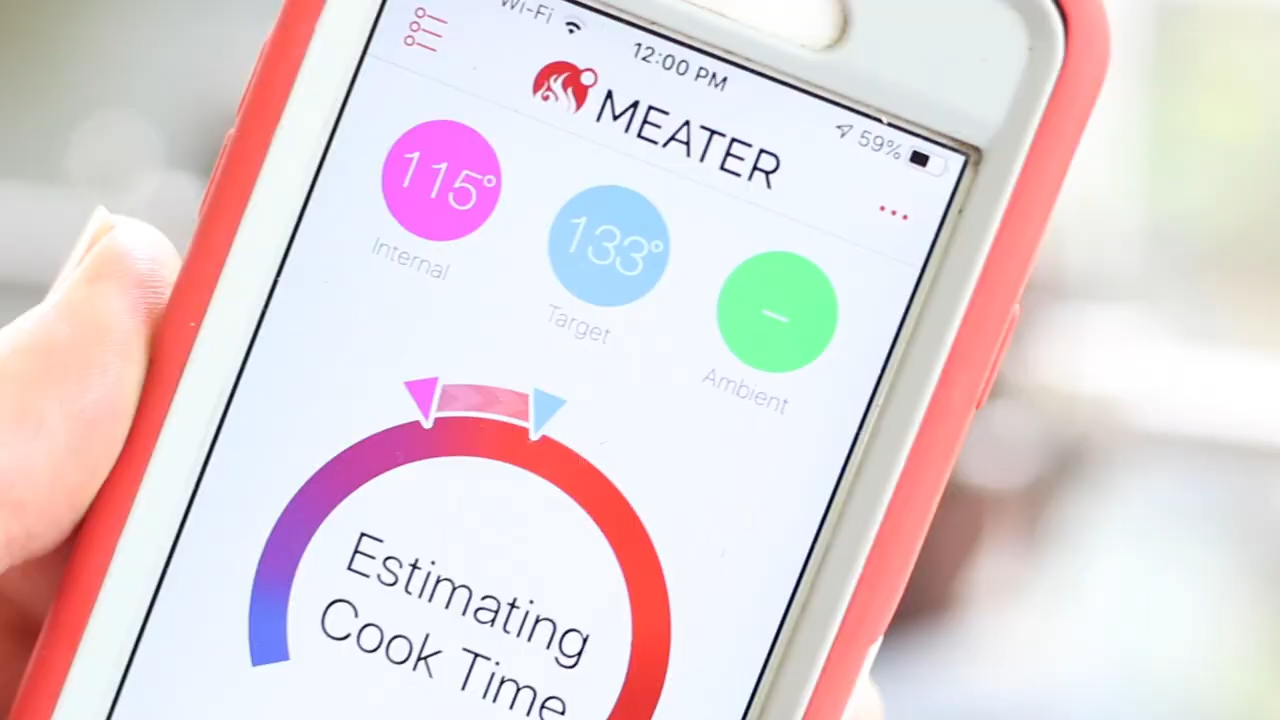 Wi-Fi
12:00 PM
59%
MEATER
115°
Internal
133°
Target
–
Ambient
Estimating
Cook Time